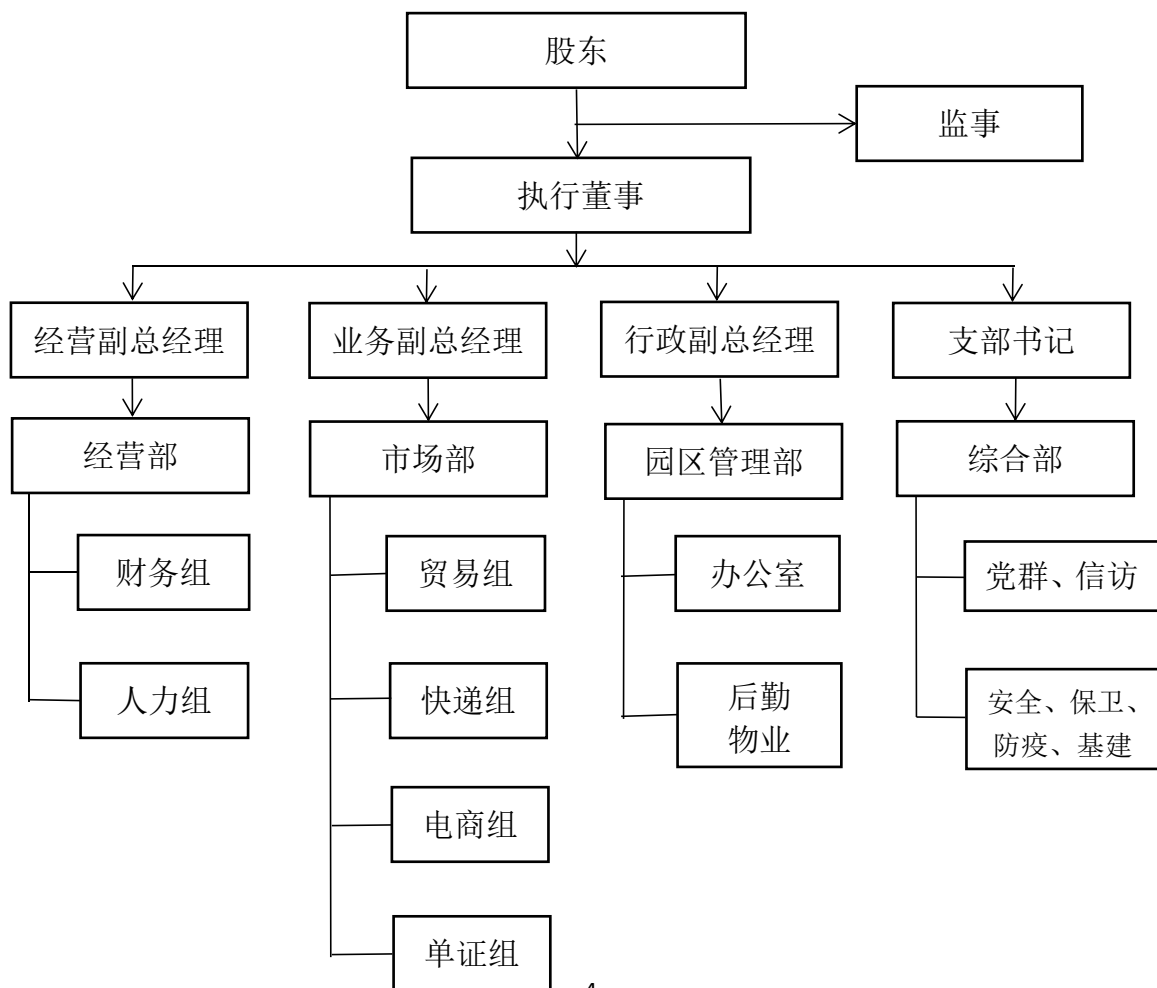 股东
监事
执行董事
经营副总经理
业务副总经理
行政副总经理
支部书记
经营部
市场部
园区管理部
综合部
财务组
贸易组
办公室
党群、信访
人力组
快递组
后勤
物业
安全、保卫、
防疫、基建
电商组
单证组